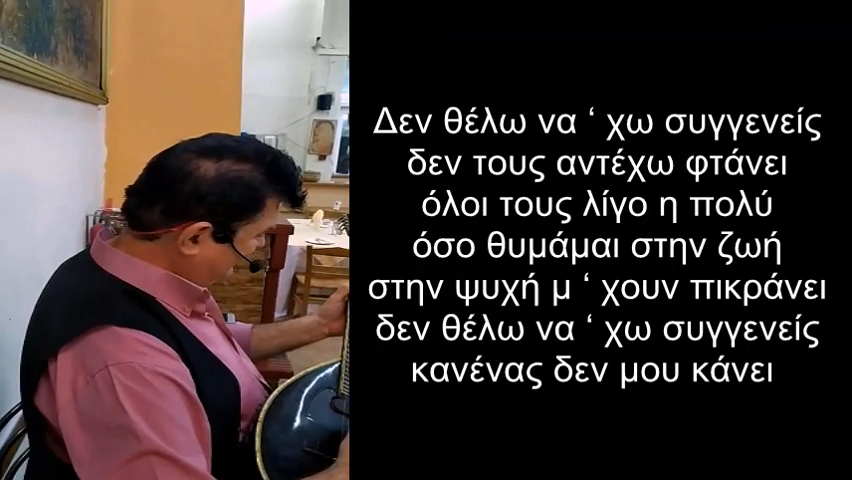 Δεν θέλω να ‘ χω συγγενείς
δεν τους αντέχω φτάνει
όλοι τους λίγο η πολύ
όσο θυμάμαι στην ζωή
στην ψυχή μ ‘ χουν πικράνει
δεν θέλω να ‘ χω συγγενείς
κανένας δεν μου κάνει